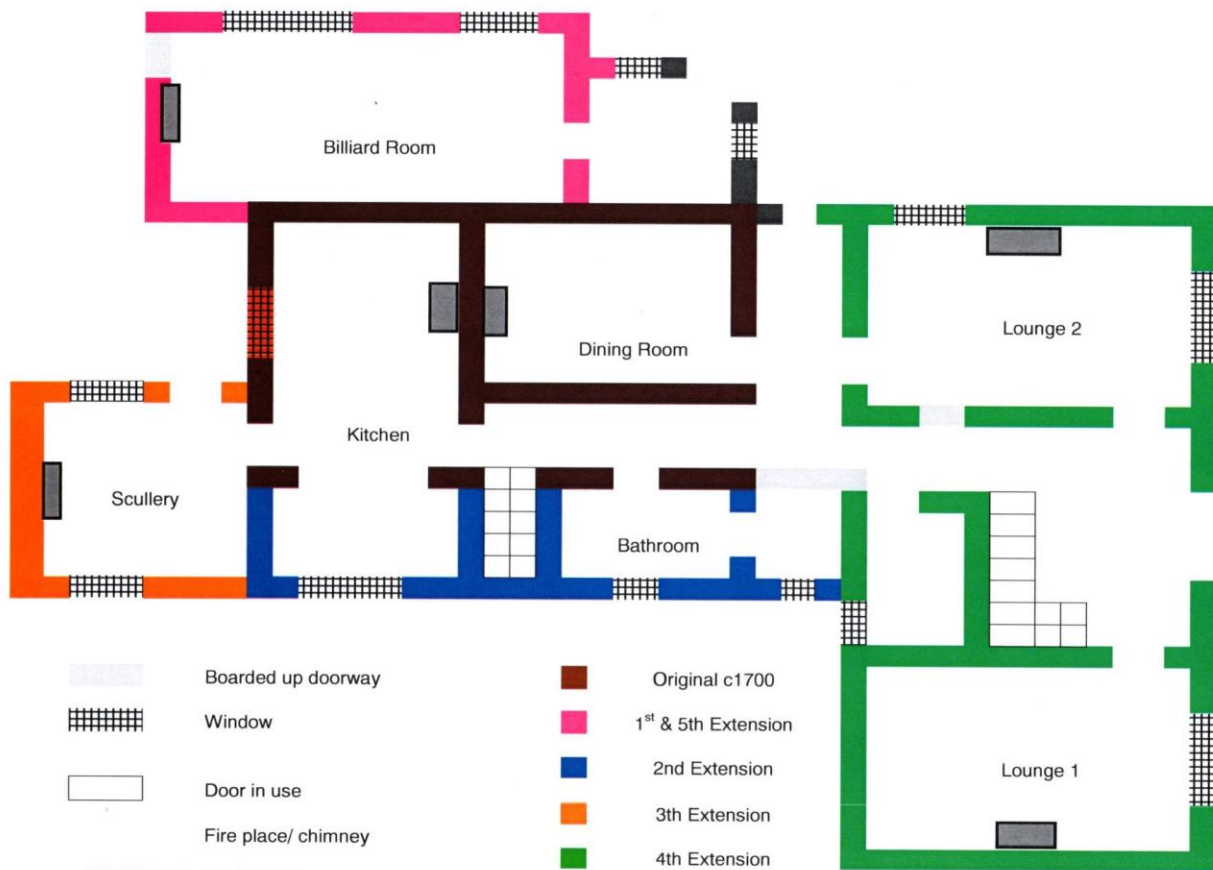 Billiard Room
Lounge 2
Dining Room
Kitchen
Scullery
Bathroom
Lounge 1
Boarded up doorway
Window
Door in use
Fire place/ chimney
Original c1700
1st & 5th Extension
2nd Extension
3th Extension
4th Extension